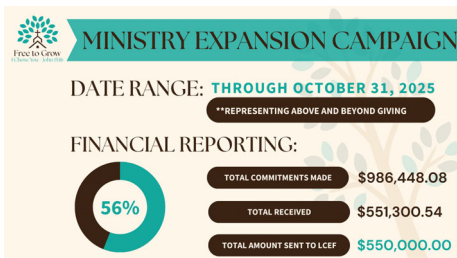 MINISTRY EXPANSION CAMPAIGN
Free to Grow
DATE RANGE: THROUGH OCTOBER 31, 2025
**REPRESENTING ABOVE AND BEYOND GIVING
FINANCIAL REPORTING:
56%
TOTAL COMMITMENTS MADE $986,448.08
TOTAL RECEIVED $551,300.54
TOTAL AMOUNT SENT TO LCEF $550,000.00